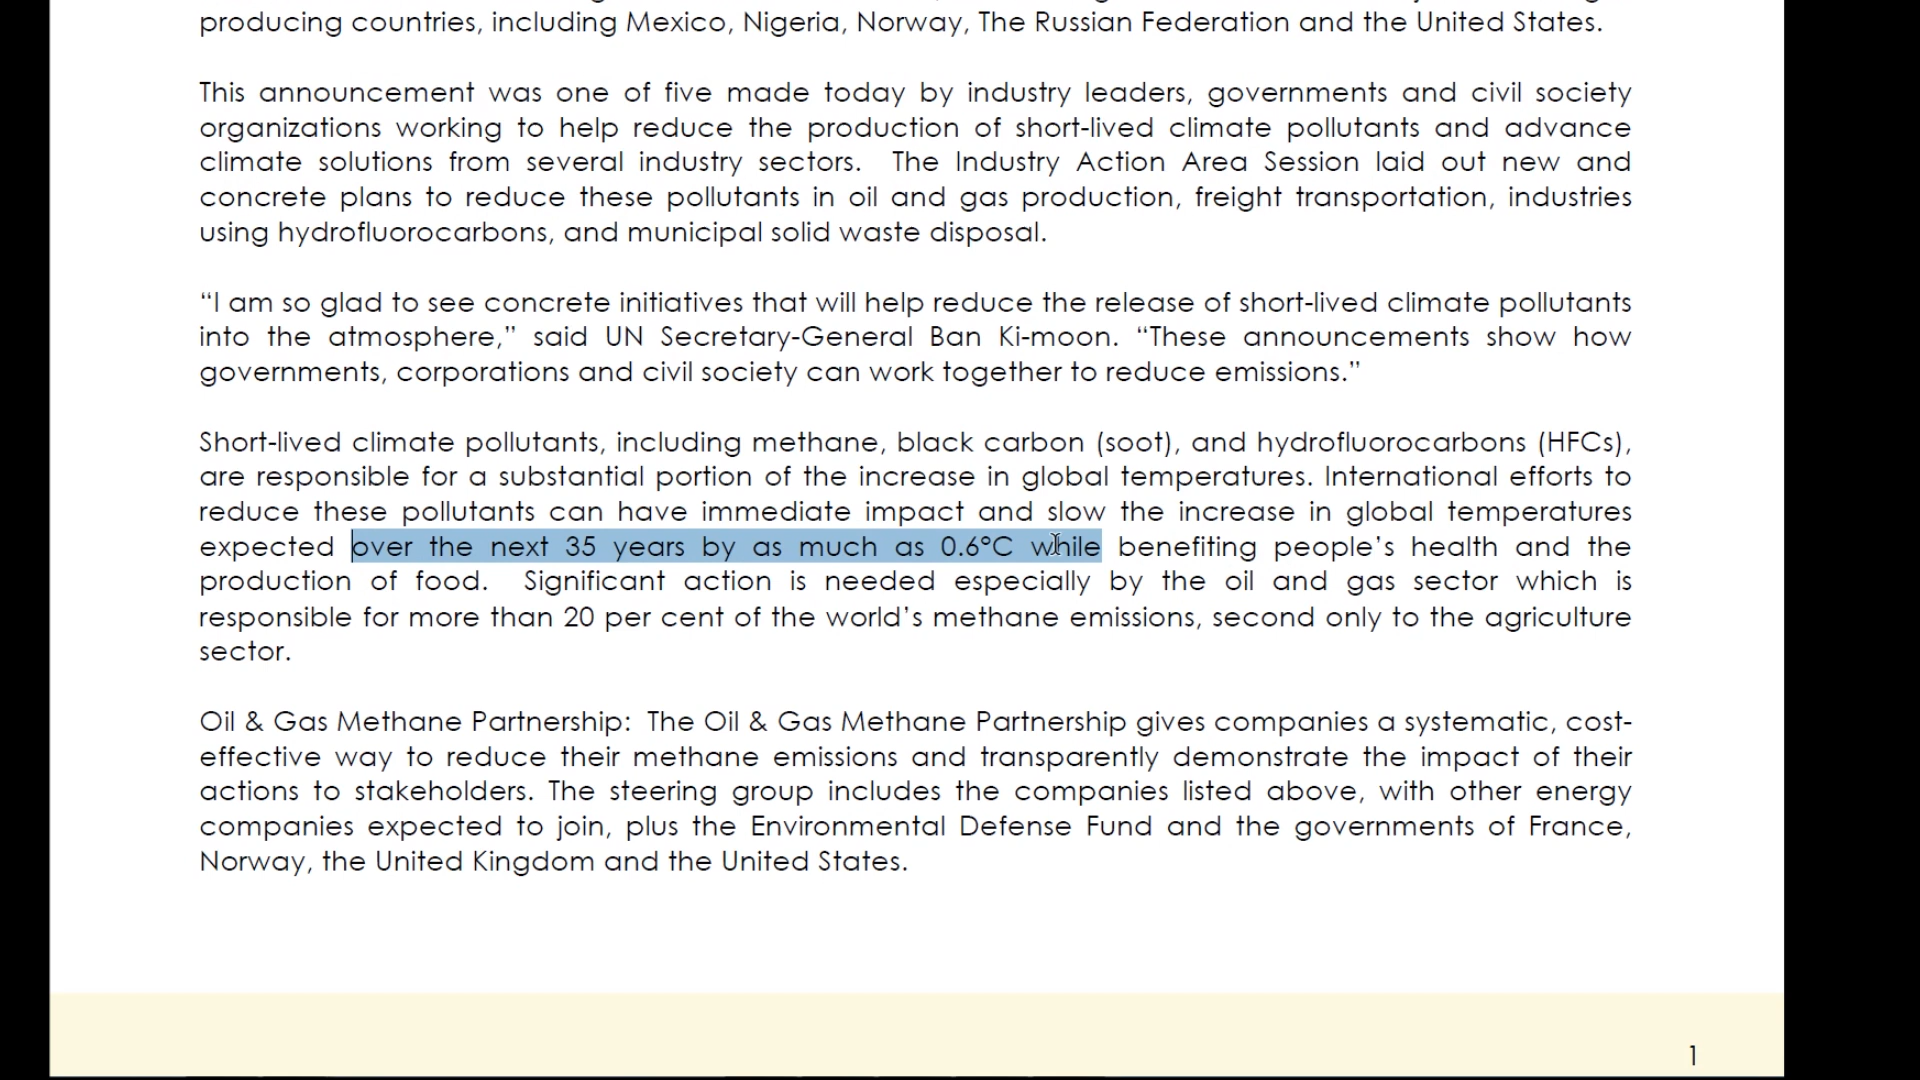 producing countries, including Mexico, Nigeria, Norway, The Russian Federation and the United States.
This announcement was one of five made today by industry leaders, governments and civil society
organizations working to help reduce the production of short-lived climate pollutants and advance
climate solutions from several industry sectors. The Industry Action Area Session laid out new and
concrete plans to reduce these pollutants in oil and gas production, freight transportation, industries
using hydrofluorocarbons, and municipal solid waste disposal.
“I am so glad to see concrete initiatives that will help reduce the release of short-lived climate pollutants
into the atmosphere,” said UN Secretary-General Ban Ki-moon. “These announcements show how
governments, corporations and civil society can work together to reduce emissions.”
Short-lived climate pollutants, including methane, black carbon (soot), and hydrofluorocarbons (HFCs),
are responsible for a substantial portion of the increase in global temperatures. International efforts to
reduce these pollutants can have immediate impact and slow the increase in global temperatures
expected over the next 35 years by as much as 0.6°C while benefiting people’s health and the
production of food. Significant action is needed especially by the oil and gas sector which is
responsible for more than 20 per cent of the world’s methane emissions, second only to the agriculture
sector.
Oil & Gas Methane Partnership: The Oil & Gas Methane Partnership gives companies a systematic, cost-
effective way to reduce their methane emissions and transparently demonstrate the impact of their
actions to stakeholders. The steering group includes the companies listed above, with other energy
companies expected to join, plus the Environmental Defense Fund and the governments of France,
Norway, the United Kingdom and the United States.
1